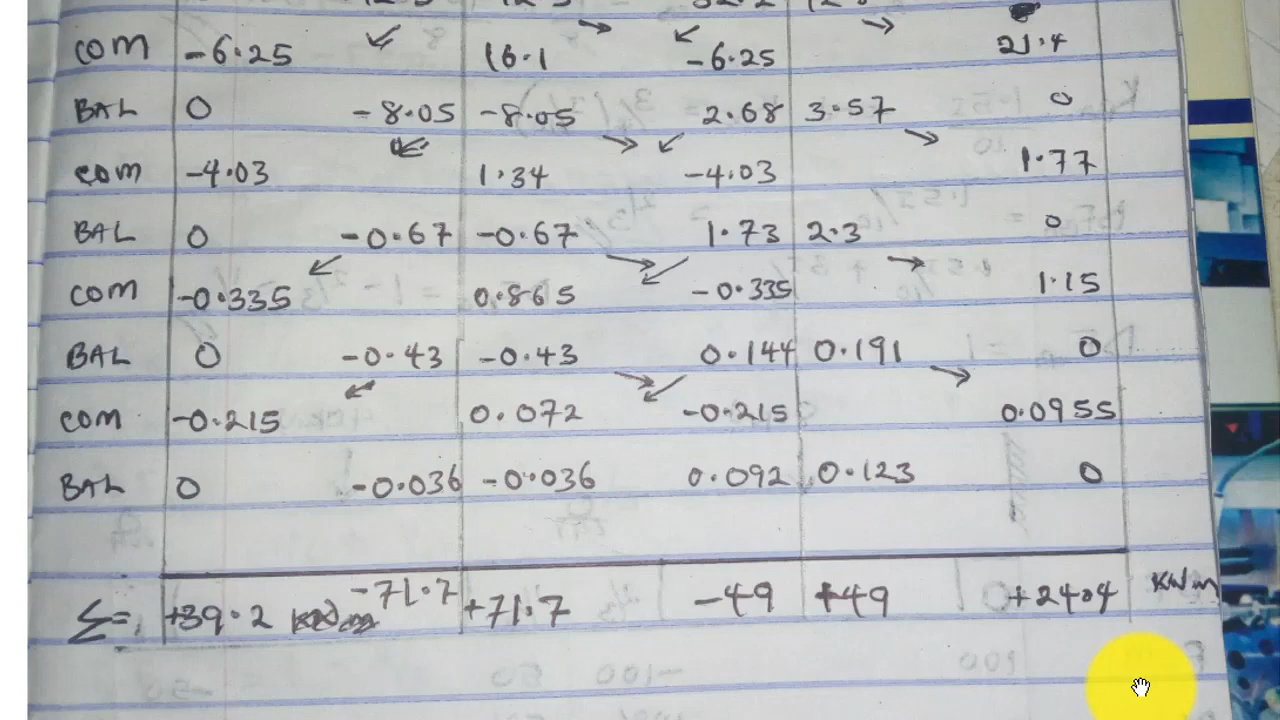 COM -6.25 16.1 -6.25 21.4
BAL 0 -8.05 -8.05 2.68 3.57 0
COM -4.03 1.34 -4.03 1.77
BAL 0 -0.67 -0.67 1.73 2.3 0
COM -0.335 0.865 -0.335 1.15
BAL 0 -0.43 -0.43 0.144 0.191 0
COM -0.215 0.072 -0.215 0.0955
BAL 0 -0.036 -0.036 0.092 0.123 0
Σ= +39.2 -71.7 +71.7 -49 +49 +24.4 KN.m